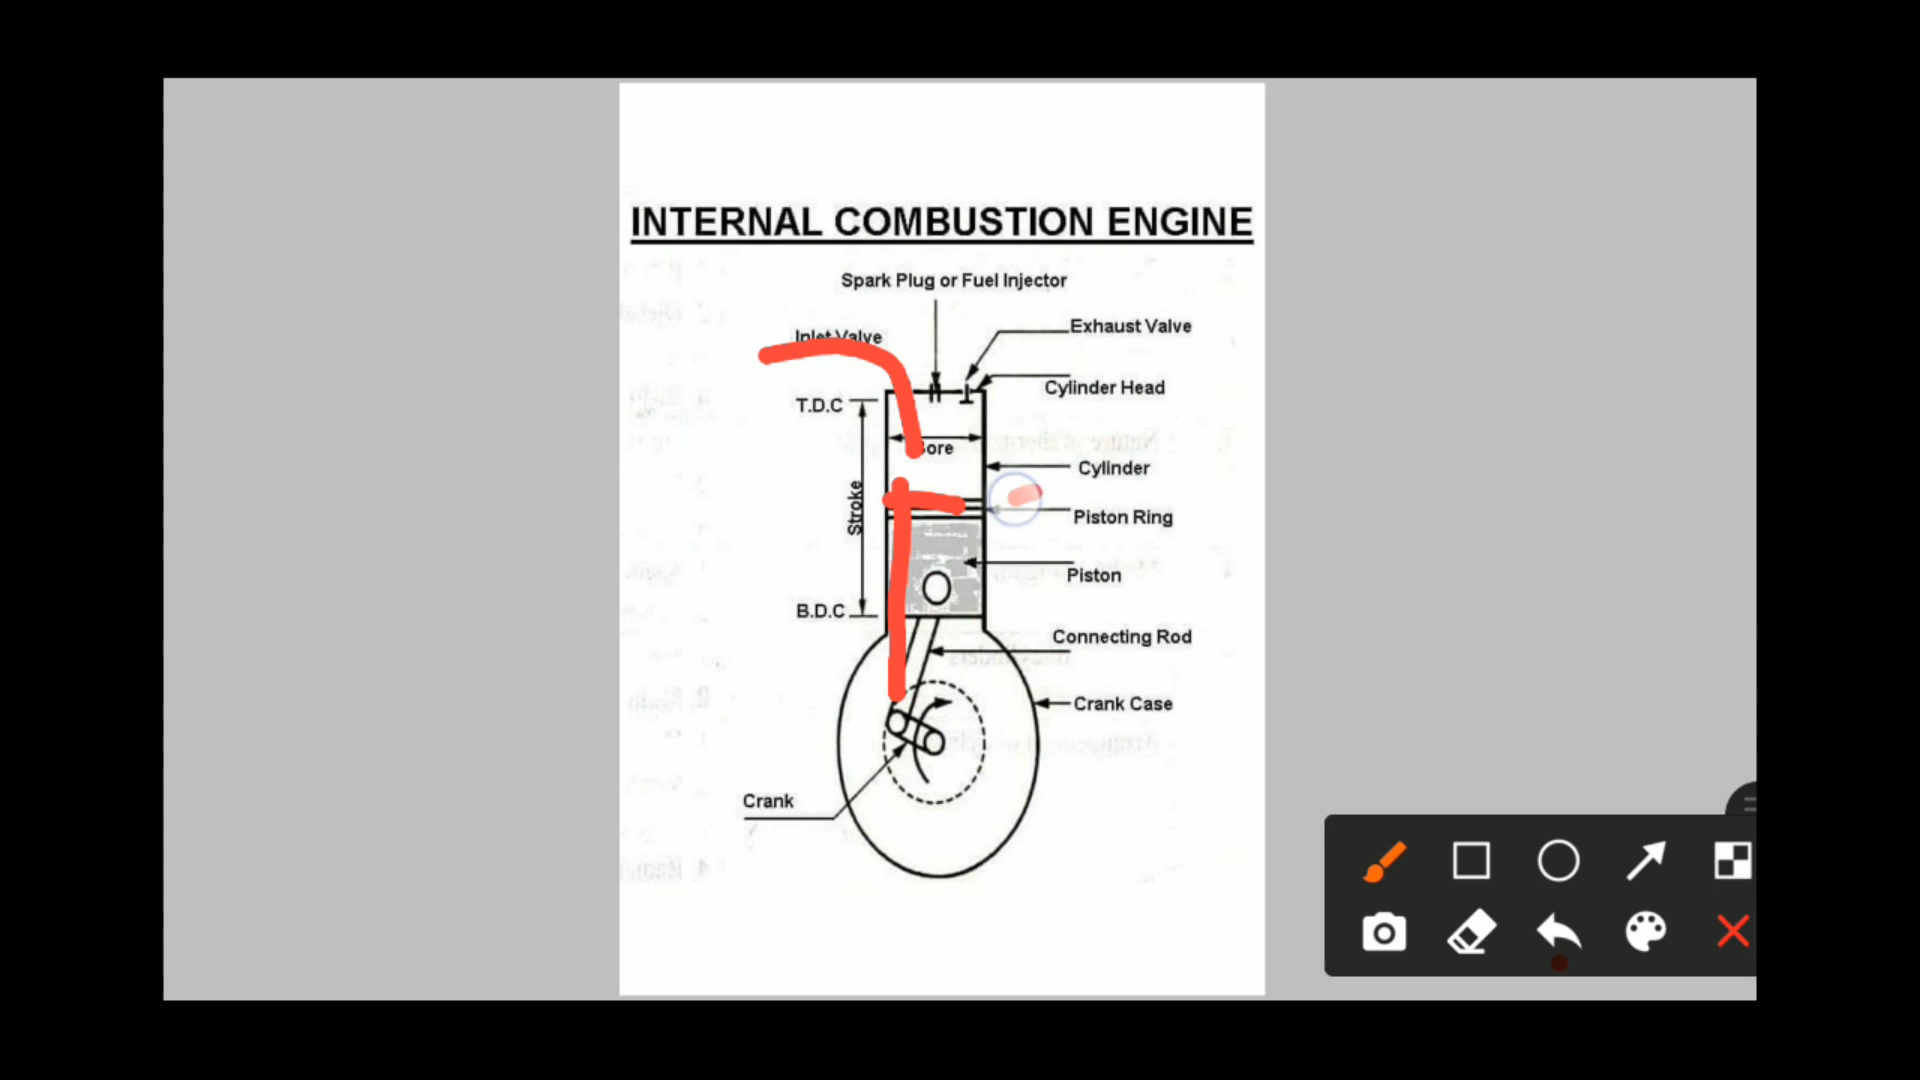 INTERNAL COMBUSTION ENGINE
Spark Plug or Fuel Injector
Exhaust Valve
Inlet Valve
Cylinder Head
T.D.C
Bore
Cylinder
Stroke
Piston Ring
Piston
B.D.C
Connecting Rod
Crank Case
Crank